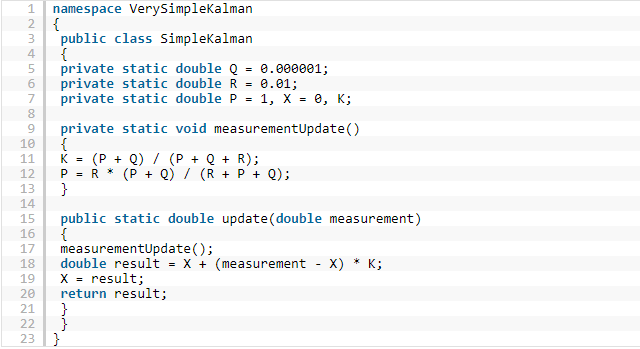 1 namespace VerySimpleKalman
2 {
3 public class SimpleKalman
4 {
5 private static double Q = 0.000001;
6 private static double R = 0.01;
7 private static double P = 1, X = 0, K;
8
9 private static void measurementUpdate()
10 {
11 K = (P + Q) / (P + Q + R);
12 P = R * (P + Q) / (R + P + Q);
13 }
14
15 public static double update(double measurement)
16 {
17 measurementUpdate();
18 double result = X + (measurement - X) * K;
19 X = result;
20 return result;
21 }
22 }
23 }